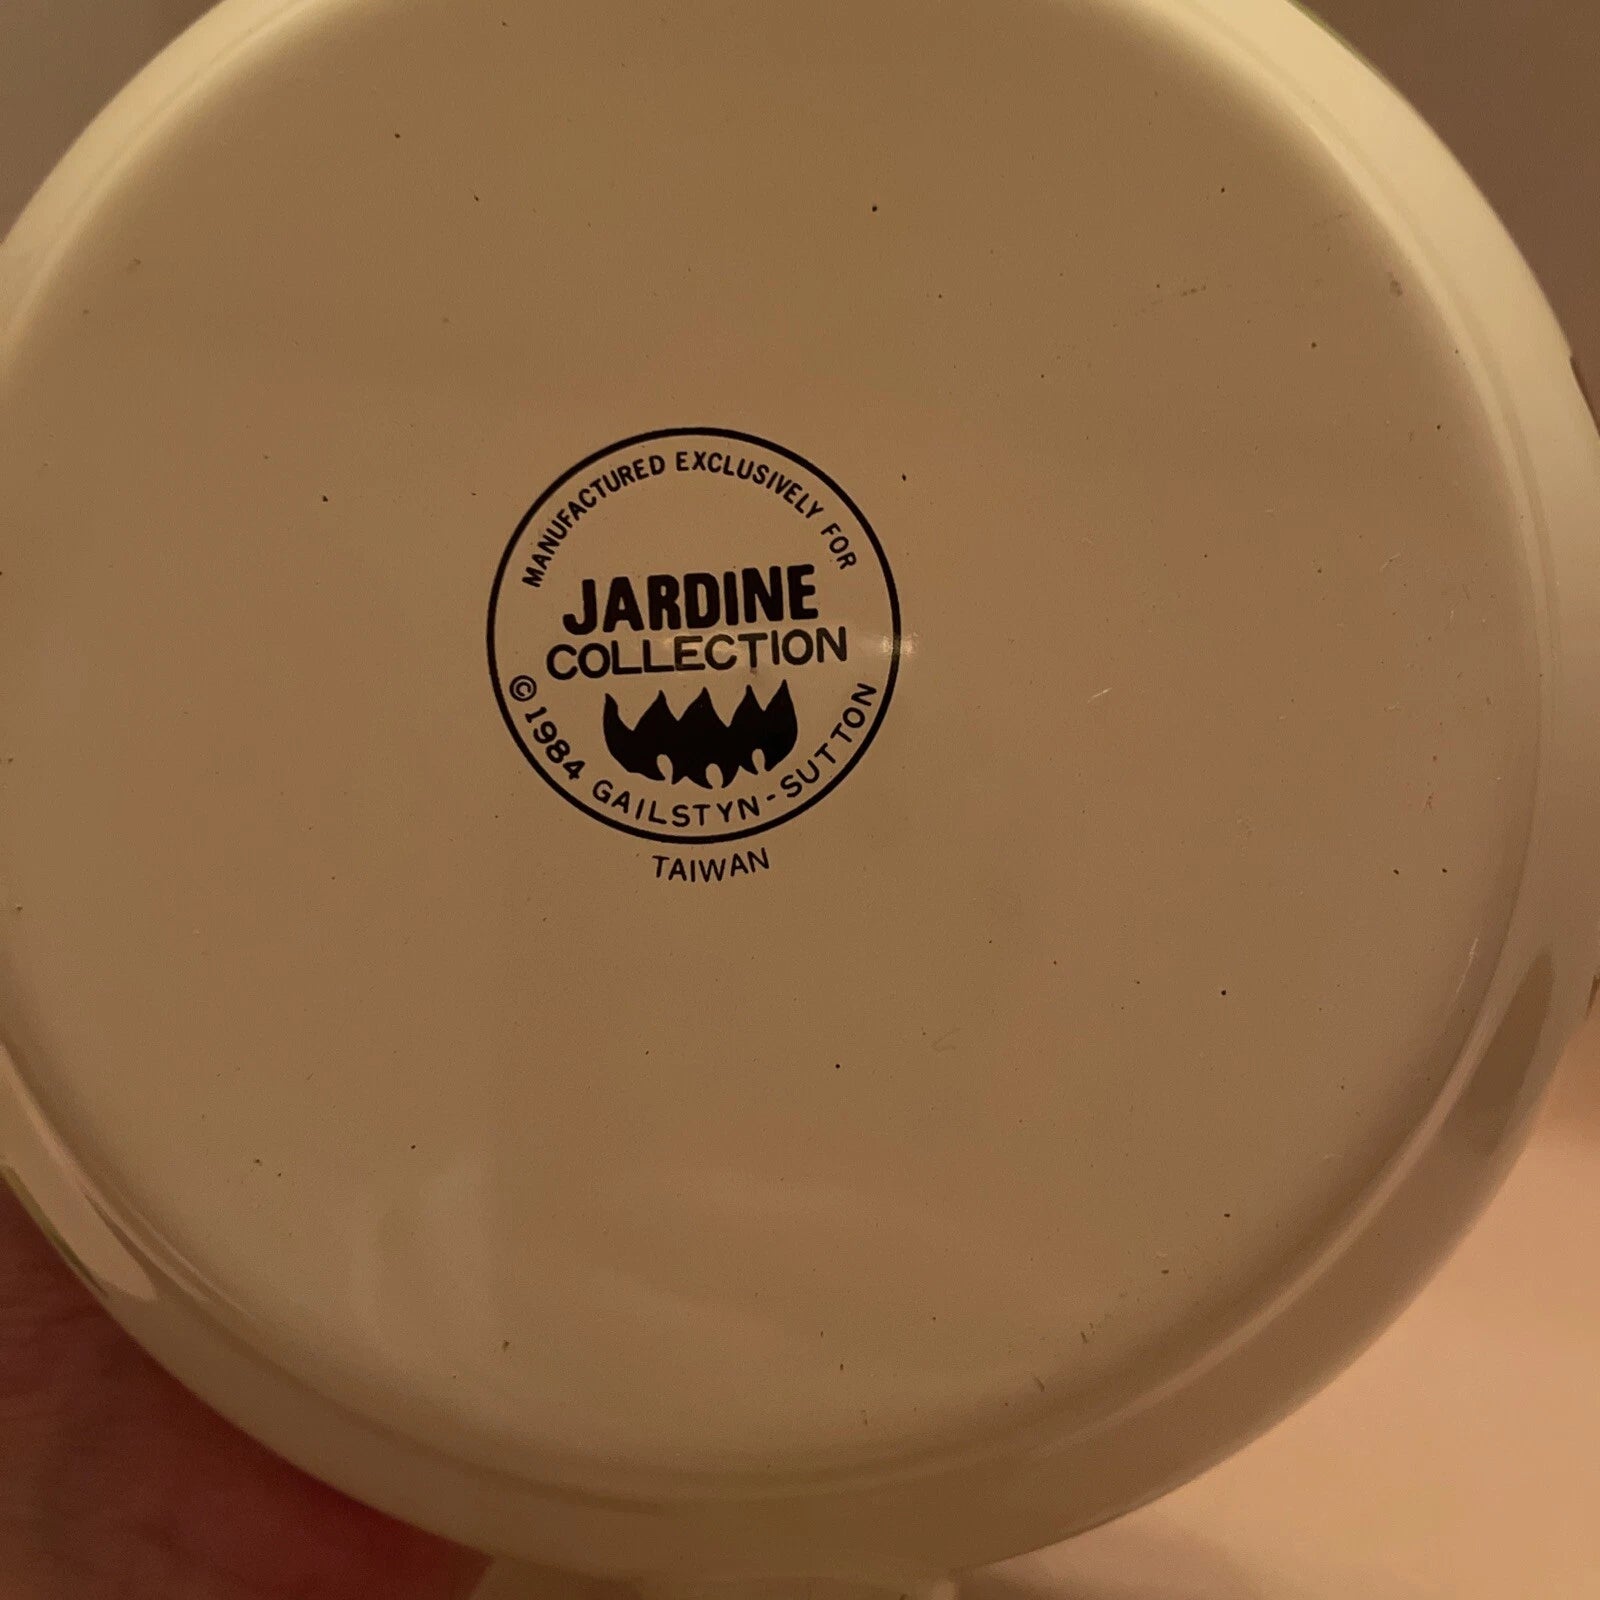 MANUFACTURED EXCLUSIVELY FOR
JARDINE
COLLECTION
© 1984 GAILSTYN-SUTTON
TAIWAN